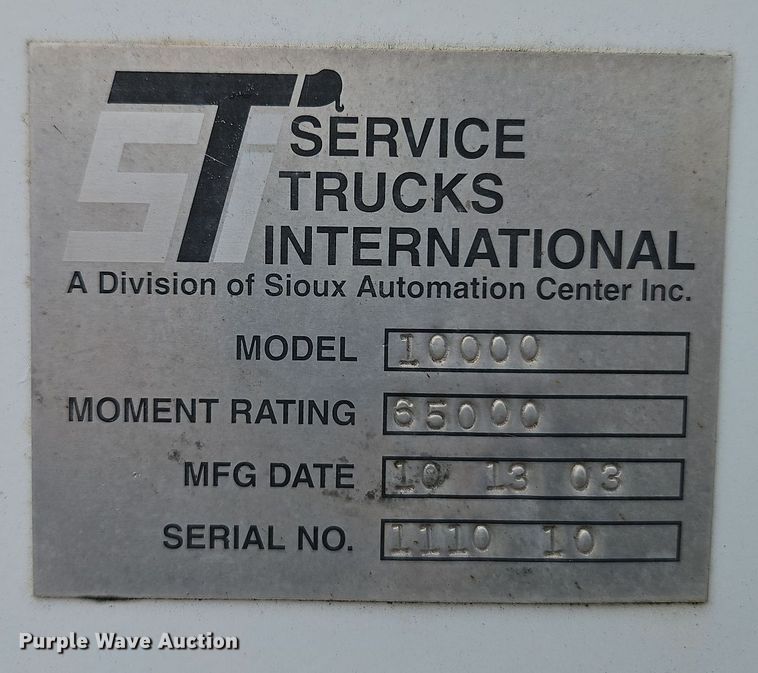 STi
SERVICE
TRUCKS
INTERNATIONAL
A Division of Sioux Automation Center Inc.
MODEL 10000
MOMENT RATING 65000
MFG DATE 10 13 03
SERIAL NO. 1110 10
Purple Wave Auction